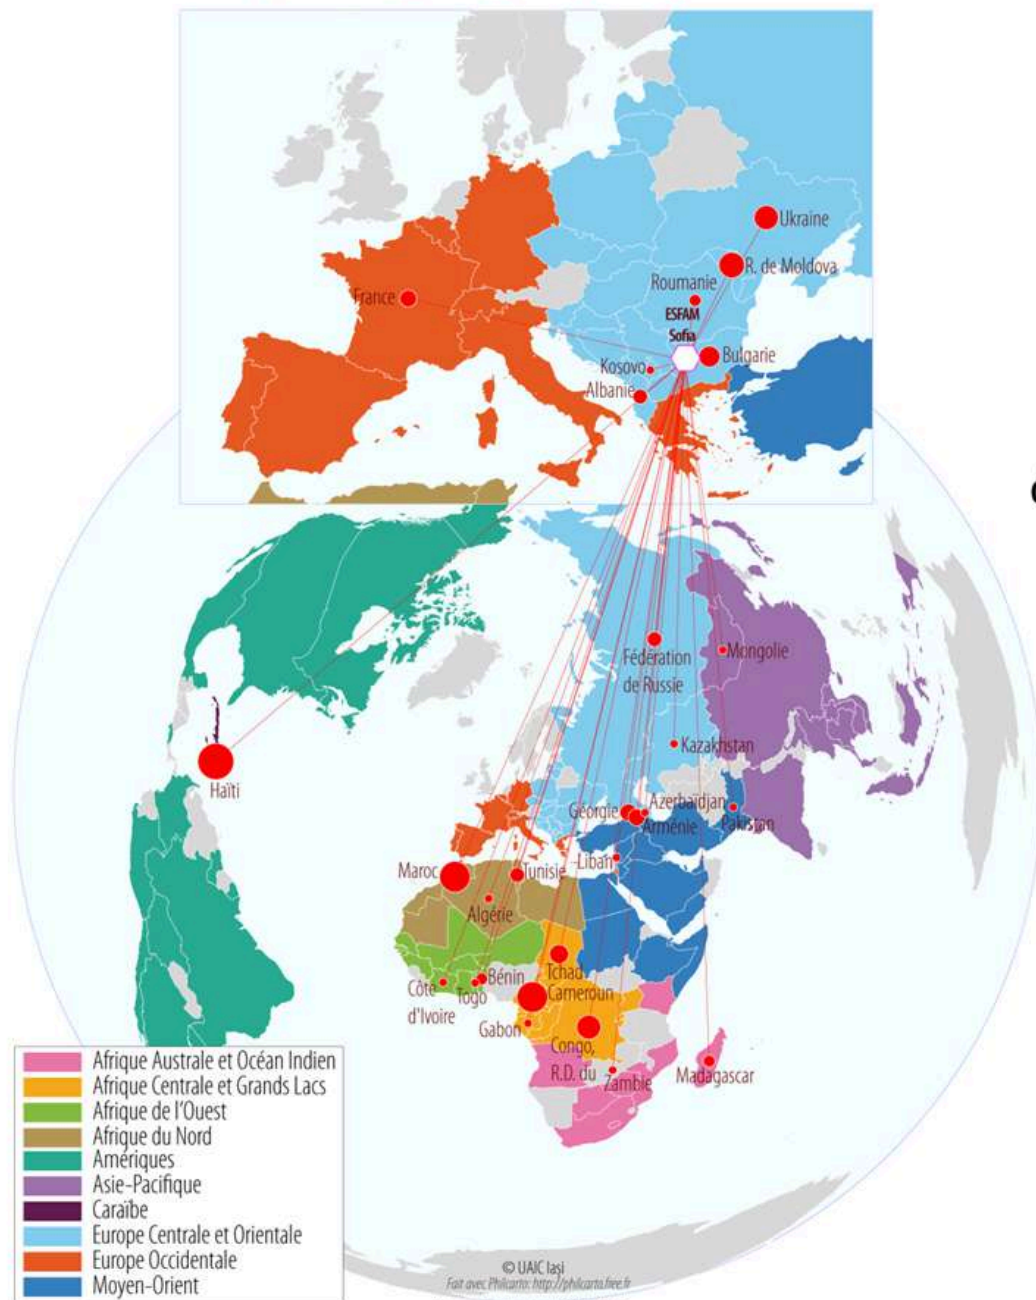 Ukraine
R. de Moldova
Roumanie
France
ESFAM
Sofia
Bulgarie
Kosovo
Albanie
Mongolie
Fédération
de Russie
Kazakhstan
Haïti
Azerbaïdjan
Géorgie
Arménie
Pakistan
Liban
Maroc
Tunisie
Algérie
Tchad
Bénin
Côte
d'Ivoire
Togo
Cameroun
Gabon
Congo,
R.D. du
Zambie
Madagascar
Afrique Australe et Océan Indien
Afrique Centrale et Grands Lacs
Afrique de l'Ouest
Afrique du Nord
Amériques
Asie-Pacifique
Caraïbe
Europe Centrale et Orientale
Europe Occidentale
Moyen-Orient
© UAIC Iași
Fait avec Philcarto: http://philcarto.free.fr